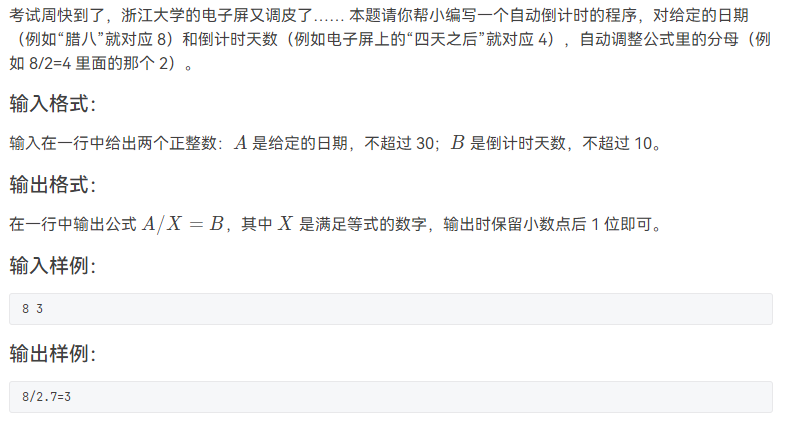 考试周快到了，浙江大学的电子屏又调皮了…… 本题请你帮小编写一个自动倒计时的程序，对给定的日期
（例如“腊八”就对应 8）和倒计时天数（例如电子屏上的“四天之后”就对应 4），自动调整公式里的分母（例
如 8/2=4 里面的那个 2）。
输入格式：
输入在一行中给出两个正整数：A 是给定的日期，不超过 30；B 是倒计时天数，不超过 10。
输出格式：
在一行中输出公式 A/X = B，其中 X 是满足等式的数字，输出时保留小数点后 1 位即可。
输入样例：
8 3
输出样例：
8/2.7=3